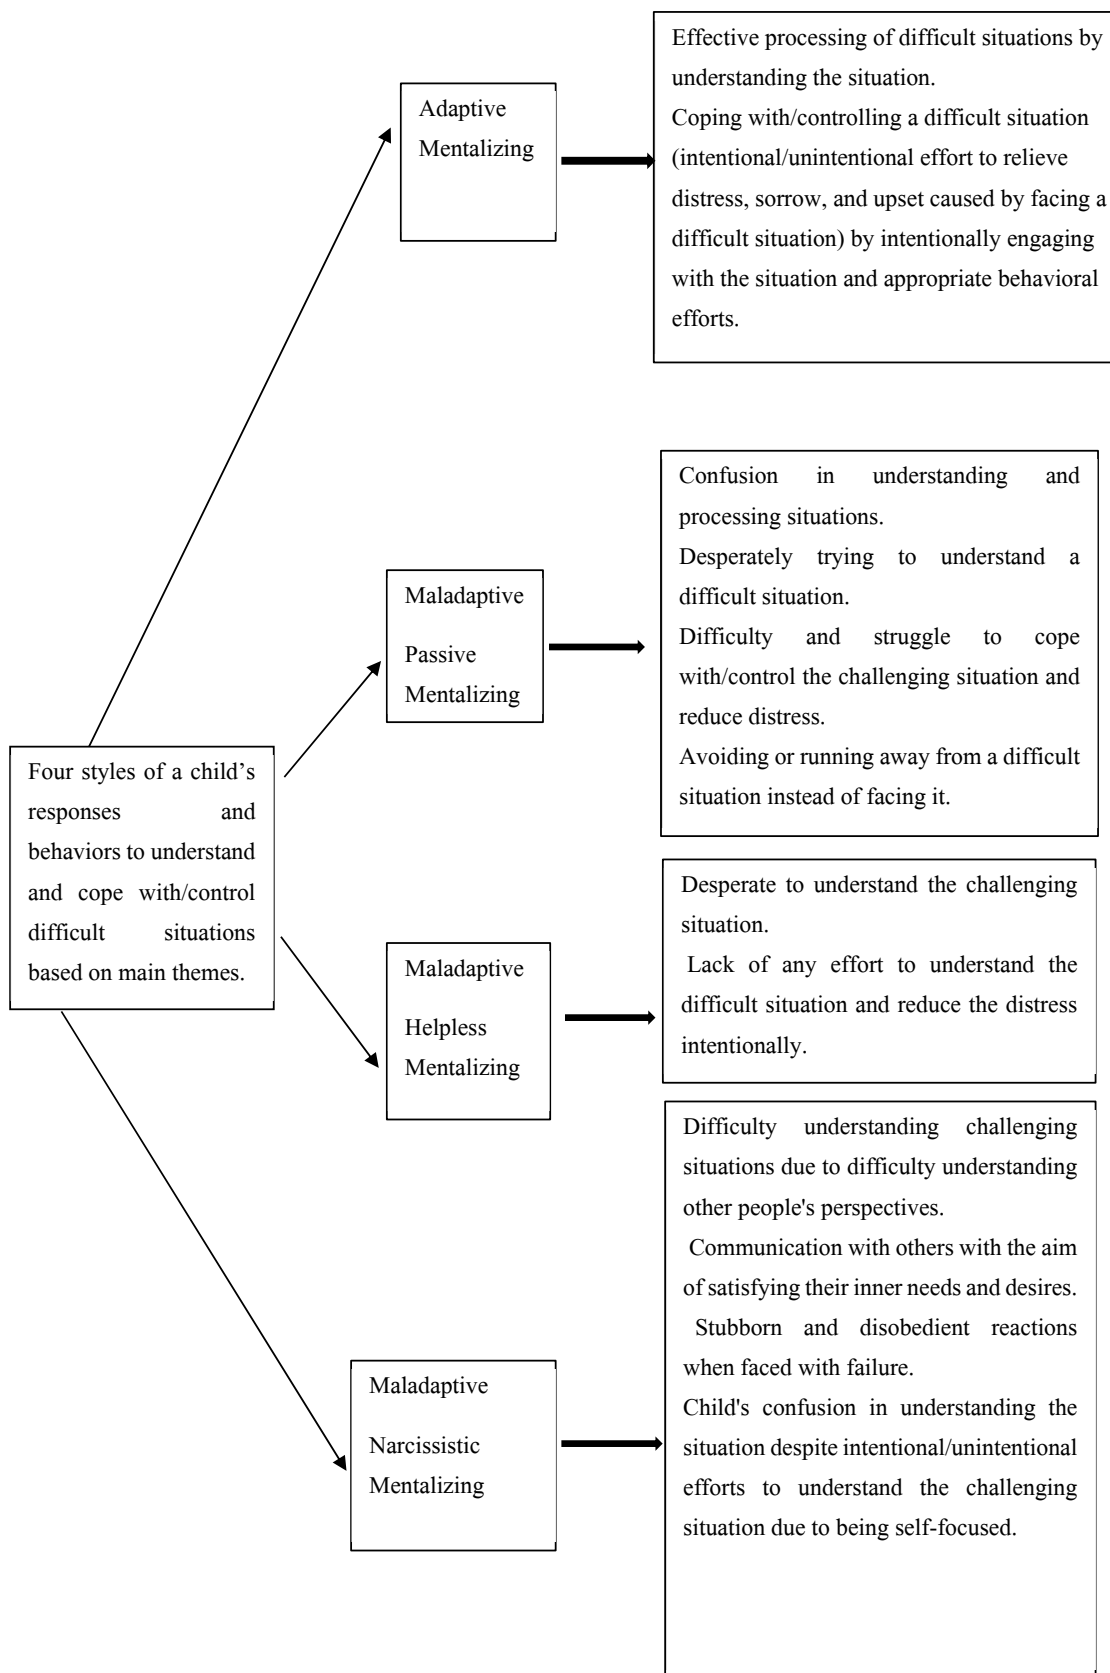 Effective processing of difficult situations by
understanding the situation.
Coping with/controlling a difficult situation
(intentional/unintentional effort to relieve
distress, sorrow, and upset caused by facing a
difficult situation) by intentionally engaging
with the situation and appropriate behavioral
efforts.
Adaptive
Mentalizing
Confusion in understanding and
processing situations.
Desperately trying to understand a
difficult situation.
Difficulty and struggle to cope
with/control the challenging situation and
reduce distress.
Avoiding or running away from a difficult
situation instead of facing it.
Maladaptive
Passive
Mentalizing
Four styles of a child’s
responses and
behaviors to understand
and cope with/control
difficult situations
based on main themes.
Desperate to understand the challenging
situation.
Lack of any effort to understand the
difficult situation and reduce the distress
intentionally.
Maladaptive
Helpless
Mentalizing
Difficulty understanding challenging
situations due to difficulty understanding
other people's perspectives.
Communication with others with the aim
of satisfying their inner needs and desires.
Stubborn and disobedient reactions
when faced with failure.
Child's confusion in understanding the
situation despite intentional/unintentional
efforts to understand the challenging
situation due to being self-focused.
Maladaptive
Narcissistic
Mentalizing